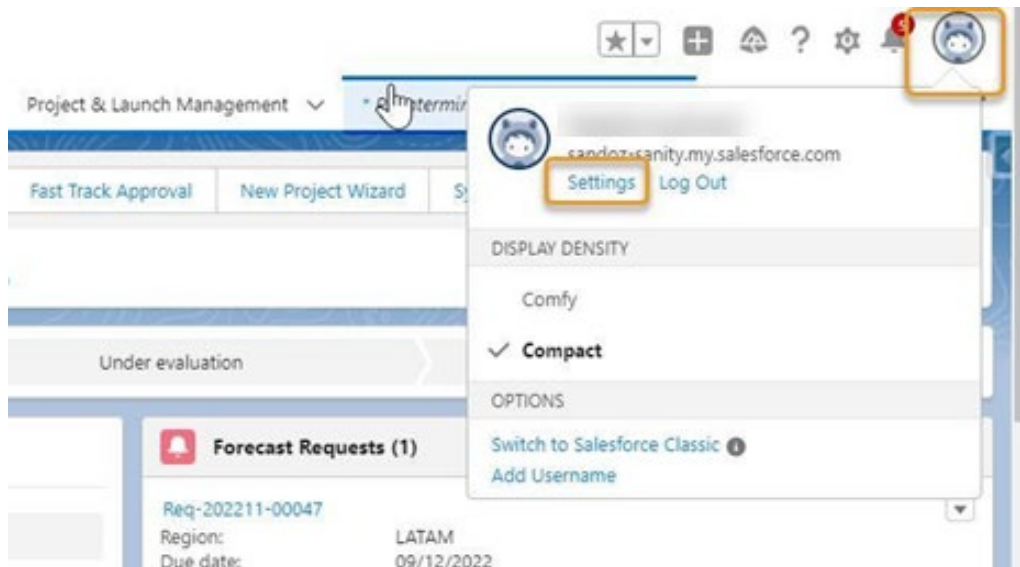 5
Project & Launch Management
sandoz-sanity.my.salesforce.com
Settings Log Out
Fast Track Approval New Project Wizard
DISPLAY DENSITY
Comfy
Compact
Under evaluation
OPTIONS
Forecast Requests (1)
Switch to Salesforce Classic
Add Username
Req-202211-00047
Region: LATAM
Due date: 09/12/2022